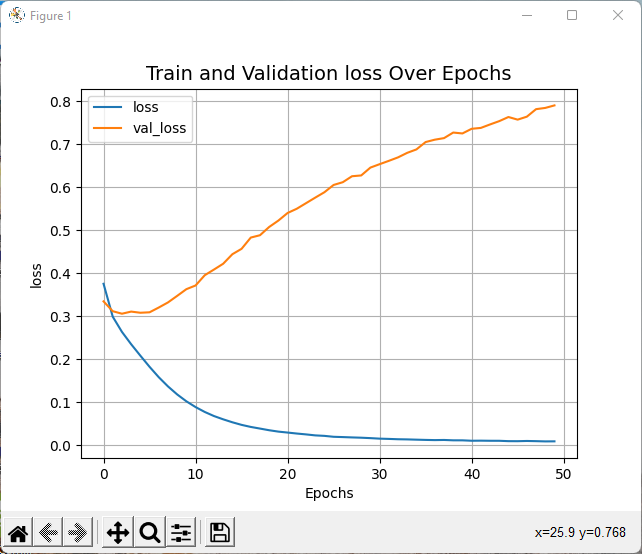 Figure 1
Train and Validation loss Over Epochs
loss
val_loss
0.8
0.7
0.6
0.5
0.4
0.3
0.2
0.1
0.0
loss
0 10 20 30 40 50
Epochs
x=25.9 y=0.768